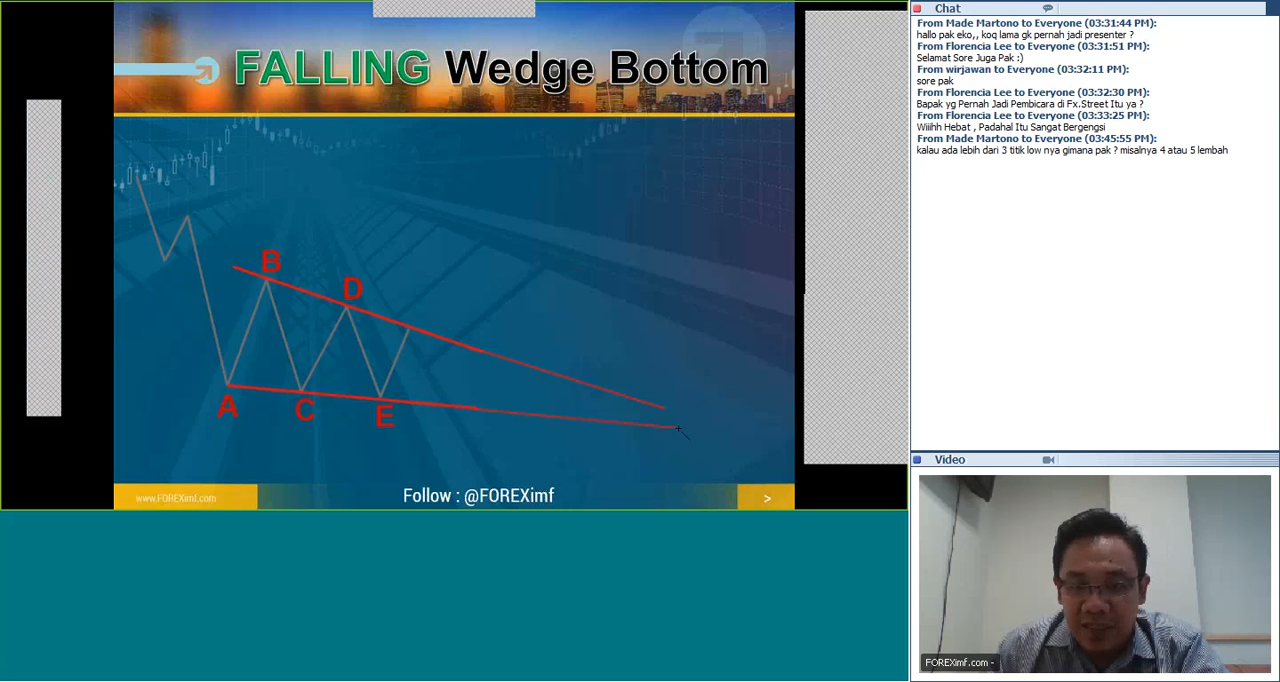 FALLING Wedge Bottom
B
D
A
C
E
www.FOREXimf.com
Follow : @FOREXimf
>
Chat
From Made Martono to Everyone (03:31:44 PM):
hallo pak eko,, koq lama gk pernah jadi presenter ?
From Florencia Lee to Everyone (03:31:51 PM):
Selamat Sore Juga Pak :)
From wirjawan to Everyone (03:32:11 PM):
sore pak
From Florencia Lee to Everyone (03:32:30 PM):
Bapak yg Pernah Jadi Pembicara di Fx.Street Itu ya ?
From Florencia Lee to Everyone (03:33:25 PM):
Wiiihh Hebat , Padahal Itu Sangat Bergengsi
From Made Martono to Everyone (03:45:55 PM):
kalau ada lebih dari 3 titik low nya gimana pak ? misalnya 4 atau 5 lembah
Video
FOREXimf.com -